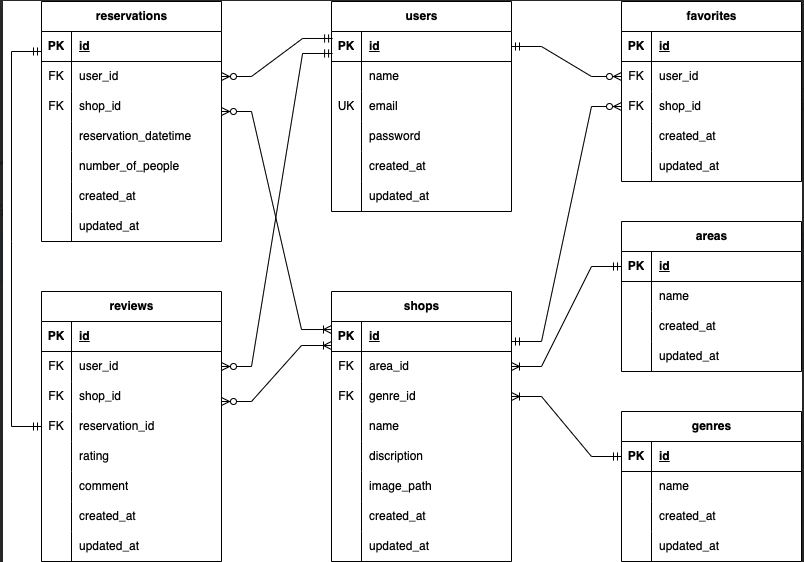 reservations
PK id
FK user_id
FK shop_id
reservation_datetime
number_of_people
created_at
updated_at
users
PK id
name
UK email
password
created_at
updated_at
favorites
PK id
FK user_id
FK shop_id
created_at
updated_at
areas
PK id
name
created_at
updated_at
reviews
PK id
FK user_id
FK shop_id
FK reservation_id
rating
comment
created_at
updated_at
shops
PK id
FK area_id
FK genre_id
name
discription
image_path
created_at
updated_at
genres
PK id
name
created_at
updated_at